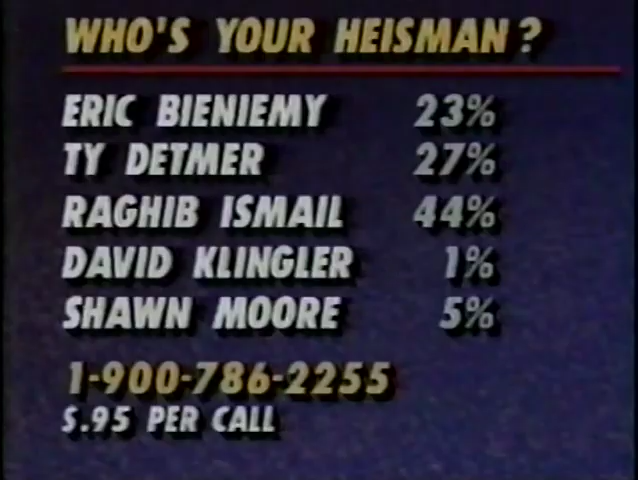 WHO'S YOUR HEISMAN?
ERIC BIENIEMY 23%
TY DETMER 27%
RAGHIB ISMAIL 44%
DAVID KLINGLER 1%
SHAWN MOORE 5%
1-900-786-2255
$.95 PER CALL